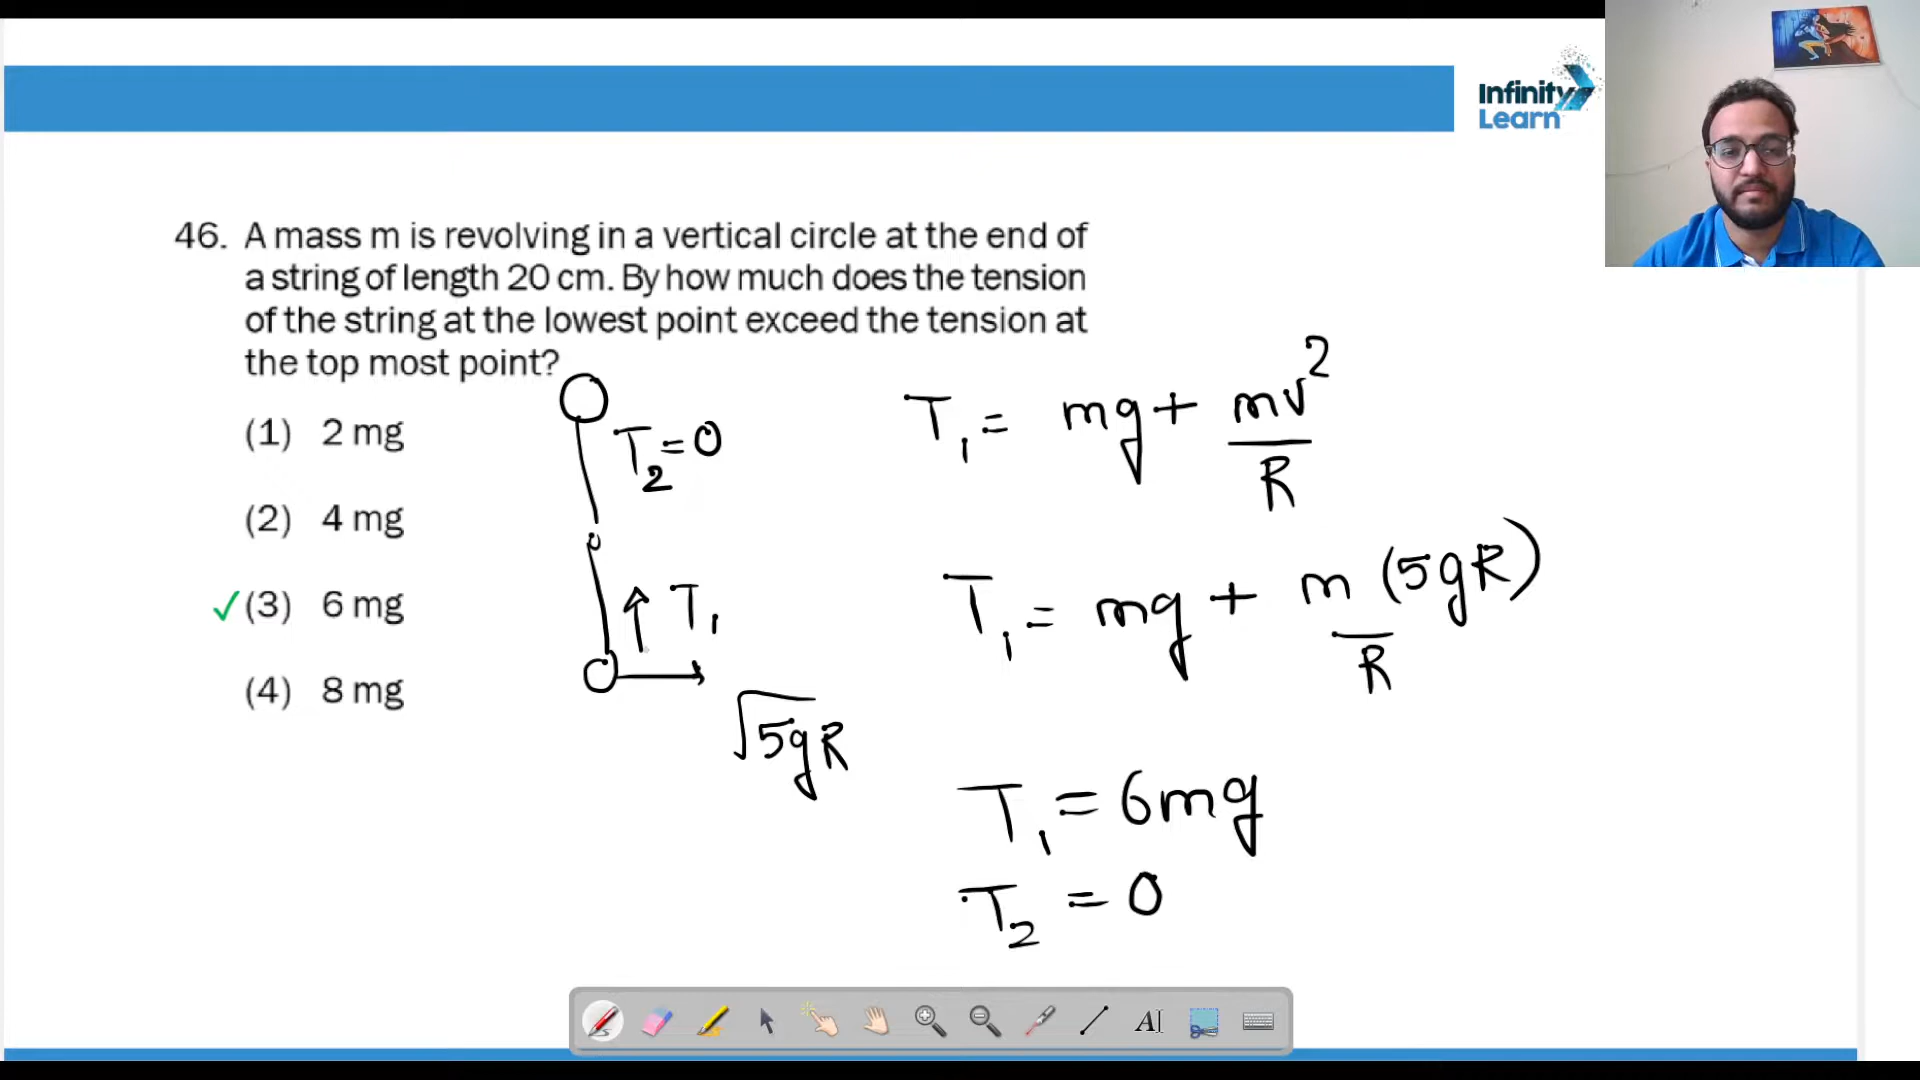 Infinity
Learn
46. A mass m is revolving in a vertical circle at the end of
a string of length 20 cm. By how much does the tension
of the string at the lowest point exceed the tension at
the top most point?
(1) 2 mg
(2) 4 mg
✓(3) 6 mg
(4) 8 mg
T₂=0
T₁
√5gR
T₁ = mg + mv²/R
T₁ = mg + m (5gR)/R
T₁ = 6mg
T₂ = 0
A